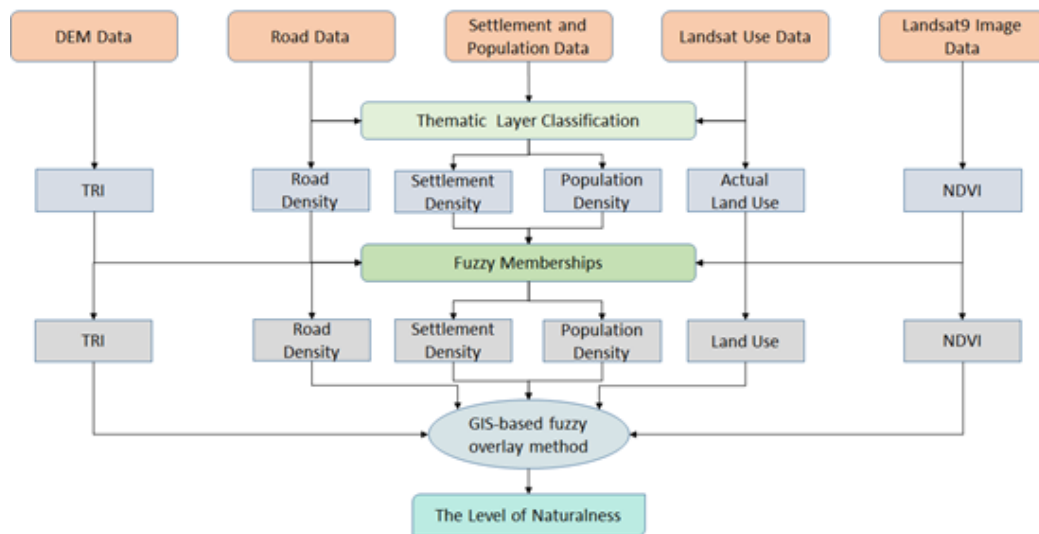 DEM Data
Road Data
Settlement and
Population Data
Landsat Use Data
Landsat9 Image
Data
Thematic Layer Classification
TRI
Road
Density
Settlement
Density
Population
Density
Actual
Land Use
NDVI
Fuzzy Memberships
TRI
Road
Density
Settlement
Density
Population
Density
Land Use
NDVI
GIS-based fuzzy
overlay method
The Level of Naturalness